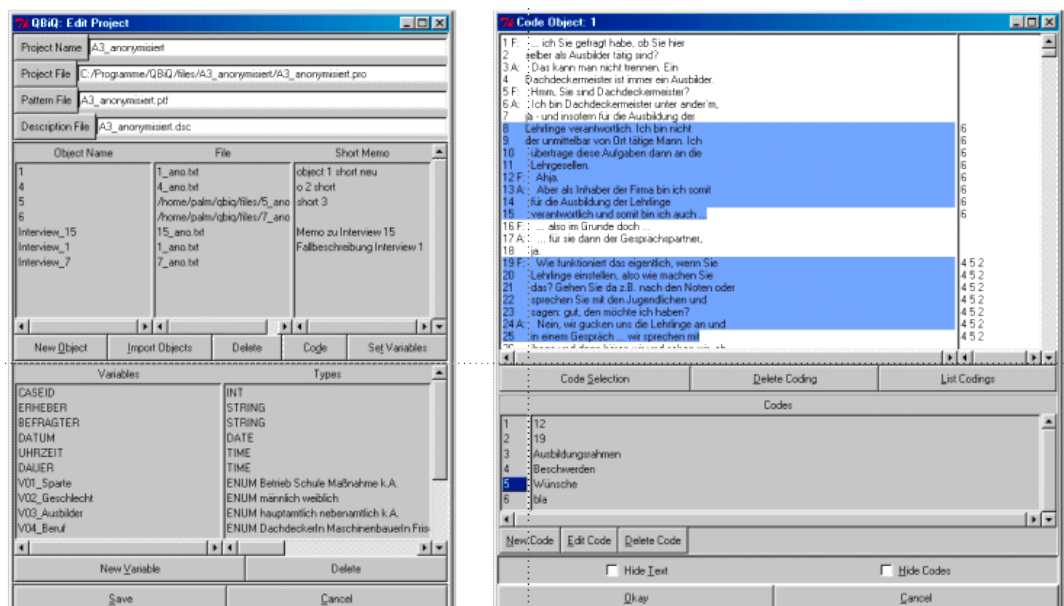 QBiQ: Edit Project
Project Name A3_anonymisiert
Project File C:/Programme/QBiQ/files/A3_anonymisiert/A3_anonymisiert.pro
Pattern File A3_anonymisiert.ptf
Description File A3_anonymisiert.dsc
Object Name File Short Memo
1 1_ano.txt object 1 short neu
4 4_ano.txt o 2 short
5 /home/palm/qbiq/files/5_ano short 3
6 /home/palm/qbiq/files/7_ano
Interview_15 15_ano.txt Memo zu Interview 15
Interview_1 1_ano.txt Fallbeschreibung Interview 1
Interview_7 7_ano.txt
New Object Import Objects Delete Code Set Variables
Variables Types
CASEID INT
ERHEBER STRING
BEFRAGTER STRING
DATUM DATE
UHRZEIT TIME
DAUER TIME
V01_Sparte ENUM Betrieb Schule Maßnahme k.A.
V02_Geschlecht ENUM männlich weiblich
V03_Ausbilder ENUM hauptamtlich nebenamtlich k.A.
V04_Beruf ENUM DachdeckerIn MaschinenbauerIn Fris
New Variable Delete
Save Cancel
Code Object: 1
1 F: ... ich Sie gefragt habe, ob Sie hier
2 selber als Ausbilder tätig sind?
3 A: Das kann man nicht trennen. Ein
4 Dachdeckermeister ist immer ein Ausbilder.
5 F: Hmm, Sie sind Dachdeckermeister?
6 A: Ich bin Dachdeckermeister unter ander'm,
7 ja - und insofern für die Ausbildung der
8 Lehrlinge verantwortlich. Ich bin nicht 6
9 der unmittelbar von Ort tätige Mann. Ich 6
10 übertrage diese Aufgaben dann an die 6
11 Lehrgesellen. 6
12 F: Ahja. 6
13 A: Aber als Inhaber der Firma bin ich somit 6
14 für die Ausbildung der Lehrlinge 6
15 verantwortlich und somit bin ich auch ... 6
16 F: ... also im Grunde doch ...
17 A: ... für sie dann der Gesprächspartner,
18 ja.
19 F: Wie funktioniert das eigentlich, wenn Sie 4 5 2
20 Lehrlinge einstellen, also wie machen Sie 4 5 2
21 das? Gehen Sie da z.B. nach den Noten oder 4 5 2
22 sprechen Sie mit den Jugendlichen und 4 5 2
23 sagen: gut, den möchte ich haben? 4 5 2
24 A: Nein, wir gucken uns die Lehrlinge an und 4 5 2
25 in einem Gespräch ... wir sprechen mit 4 5 2
Code Selection Delete Coding List Codings
Codes
1 12
2 19
3 Ausbildungsrahmen
4 Beschwerden
5 Wünsche
6 bla
New Code Edit Code Delete Code
Hide Text Hide Codes
Okay Cancel